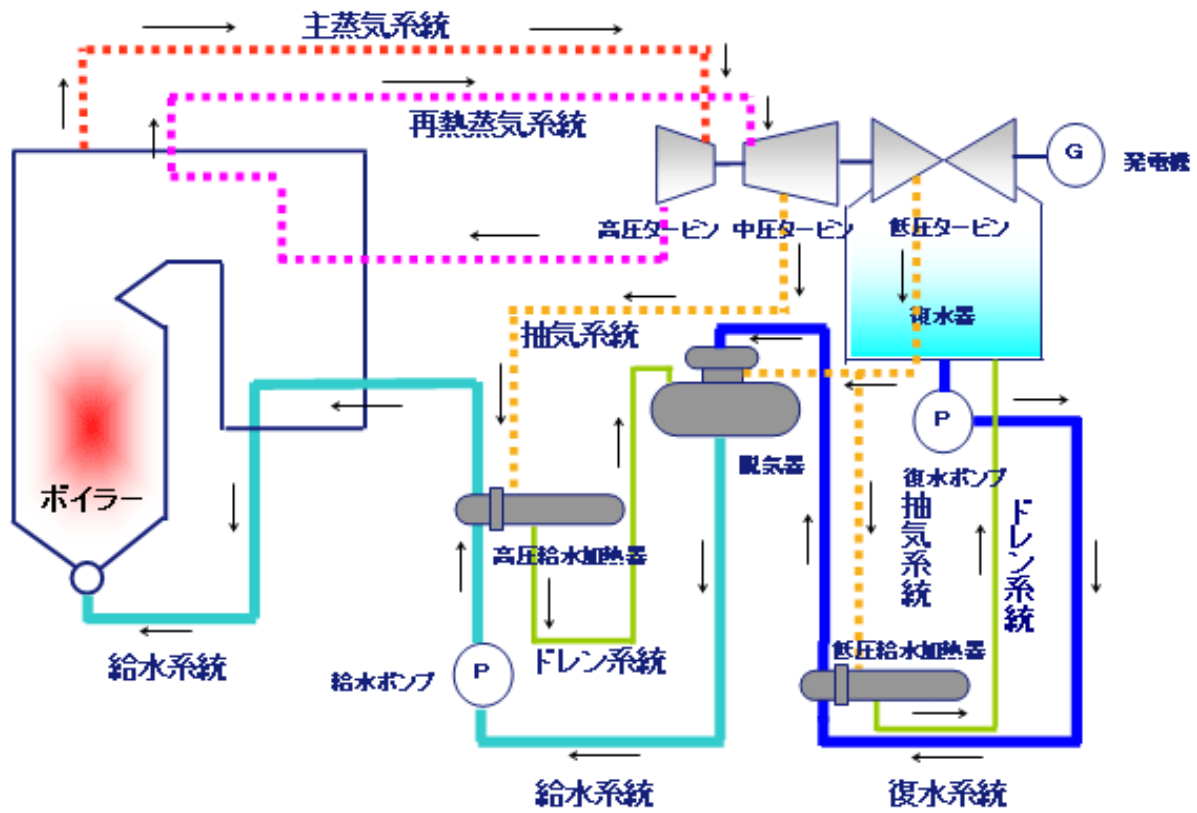 主蒸気系統
再熱蒸気系統
G
発電機
高圧タービン
中圧タービン
低圧タービン
復水器
抽気系統
ボイラー
脱気器
P
復水ポンプ
抽気系統
ドレン系統
高圧給水加熱器
低圧給水加熱器
給水系統
給水ポンプ
P
ドレン系統
給水系統
復水系統